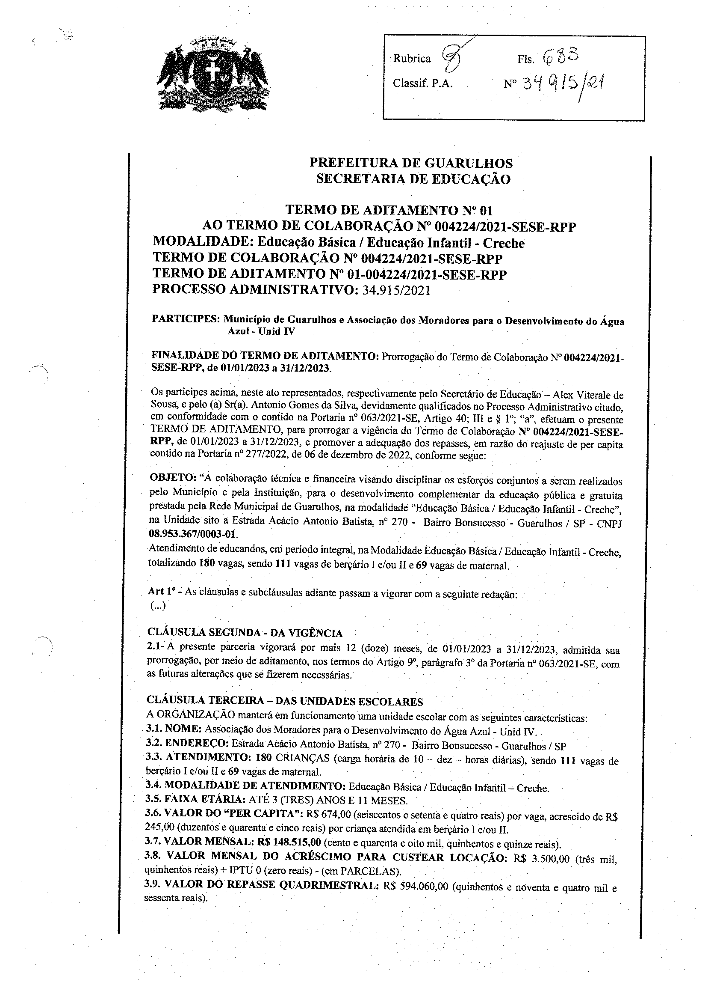 Rubrica Fls. 683
Classif. P.A. Nº 34915/21
PREFEITURA DE GUARULHOS
SECRETARIA DE EDUCAÇÃO
TERMO DE ADITAMENTO Nº 01
AO TERMO DE COLABORAÇÃO Nº 004224/2021-SESE-RPP
MODALIDADE: Educação Básica / Educação Infantil - Creche
TERMO DE COLABORAÇÃO Nº 004224/2021-SESE-RPP
TERMO DE ADITAMENTO Nº 01-004224/2021-SESE-RPP
PROCESSO ADMINISTRATIVO: 34.915/2021
PARTICIPES: Município de Guarulhos e Associação dos Moradores para o Desenvolvimento do Água
Azul - Unid IV
FINALIDADE DO TERMO DE ADITAMENTO: Prorrogação do Termo de Colaboração Nº 004224/2021-
SESE-RPP, de 01/01/2023 a 31/12/2023.
Os participes acima, neste ato representados, respectivamente pelo Secretário de Educação – Alex Viterale de
Sousa, e pelo (a) Sr(a). Antonio Gomes da Silva, devidamente qualificados no Processo Administrativo citado,
em conformidade com o contido na Portaria nº 063/2021-SE, Artigo 40; III e § 1º; “a”, efetuam o presente
TERMO DE ADITAMENTO, para prorrogar a vigência do Termo de Colaboração Nº 004224/2021-SESE-
RPP, de 01/01/2023 a 31/12/2023, e promover a adequação dos repasses, em razão do reajuste de per capita
contido na Portaria nº 277/2022, de 06 de dezembro de 2022, conforme segue:
OBJETO: “A colaboração técnica e financeira visando disciplinar os esforços conjuntos a serem realizados
pelo Município e pela Instituição, para o desenvolvimento complementar da educação pública e gratuita
prestada pela Rede Municipal de Guarulhos, na modalidade “Educação Básica / Educação Infantil - Creche”,
na Unidade sito a Estrada Acácio Antonio Batista, nº 270 - Bairro Bonsucesso - Guarulhos / SP - CNPJ
08.953.367/0003-01.
Atendimento de educandos, em período integral, na Modalidade Educação Básica / Educação Infantil - Creche,
totalizando 180 vagas, sendo 111 vagas de berçário I e/ou II e 69 vagas de maternal.
Art 1º - As cláusulas e subcláusulas adiante passam a vigorar com a seguinte redação:
(...)
CLÁUSULA SEGUNDA - DA VIGÊNCIA
2.1- A presente parceria vigorará por mais 12 (doze) meses, de 01/01/2023 a 31/12/2023, admitida sua
prorrogação, por meio de aditamento, nos termos do Artigo 9º, parágrafo 3º da Portaria nº 063/2021-SE, com
as futuras alterações que se fizerem necessárias.
CLÁUSULA TERCEIRA – DAS UNIDADES ESCOLARES
A ORGANIZAÇÃO manterá em funcionamento uma unidade escolar com as seguintes características:
3.1. NOME: Associação dos Moradores para o Desenvolvimento do Água Azul - Unid IV.
3.2. ENDEREÇO: Estrada Acácio Antonio Batista, nº 270 - Bairro Bonsucesso - Guarulhos / SP
3.3. ATENDIMENTO: 180 CRIANÇAS (carga horária de 10 – dez – horas diárias), sendo 111 vagas de
berçário I e/ou II e 69 vagas de maternal.
3.4. MODALIDADE DE ATENDIMENTO: Educação Básica / Educação Infantil – Creche.
3.5. FAIXA ETÁRIA: ATÉ 3 (TRES) ANOS E 11 MESES.
3.6. VALOR DO “PER CAPITA”: R$ 674,00 (seiscentos e setenta e quatro reais) por vaga, acrescido de R$
245,00 (duzentos e quarenta e cinco reais) por criança atendida em berçário I e/ou II.
3.7. VALOR MENSAL: R$ 148.515,00 (cento e quarenta e oito mil, quinhentos e quinze reais).
3.8. VALOR MENSAL DO ACRÉSCIMO PARA CUSTEAR LOCAÇÃO: R$ 3.500,00 (três mil,
quinhentos reais) + IPTU 0 (zero reais) - (em PARCELAS).
3.9. VALOR DO REPASSE QUADRIMESTRAL: R$ 594.060,00 (quinhentos e noventa e quatro mil e
sessenta reais).